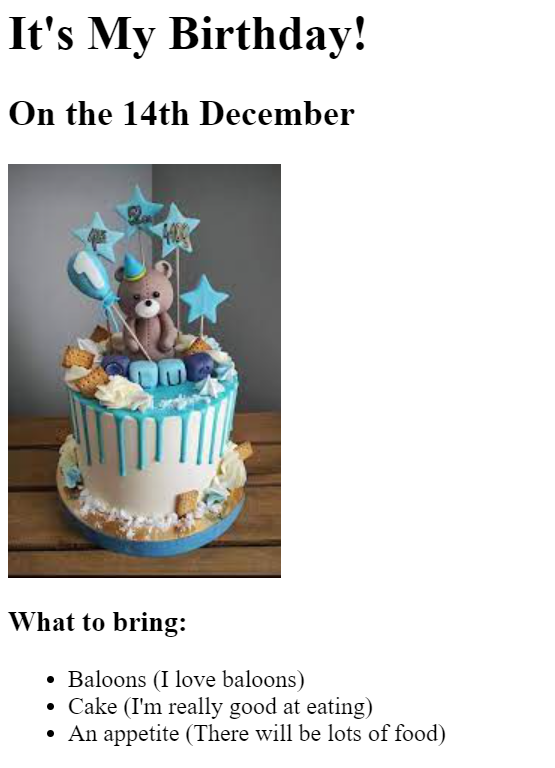 It's My Birthday!
On the 14th December
1
What to bring:
Baloons (I love baloons)
Cake (I'm really good at eating)
An appetite (There will be lots of food)